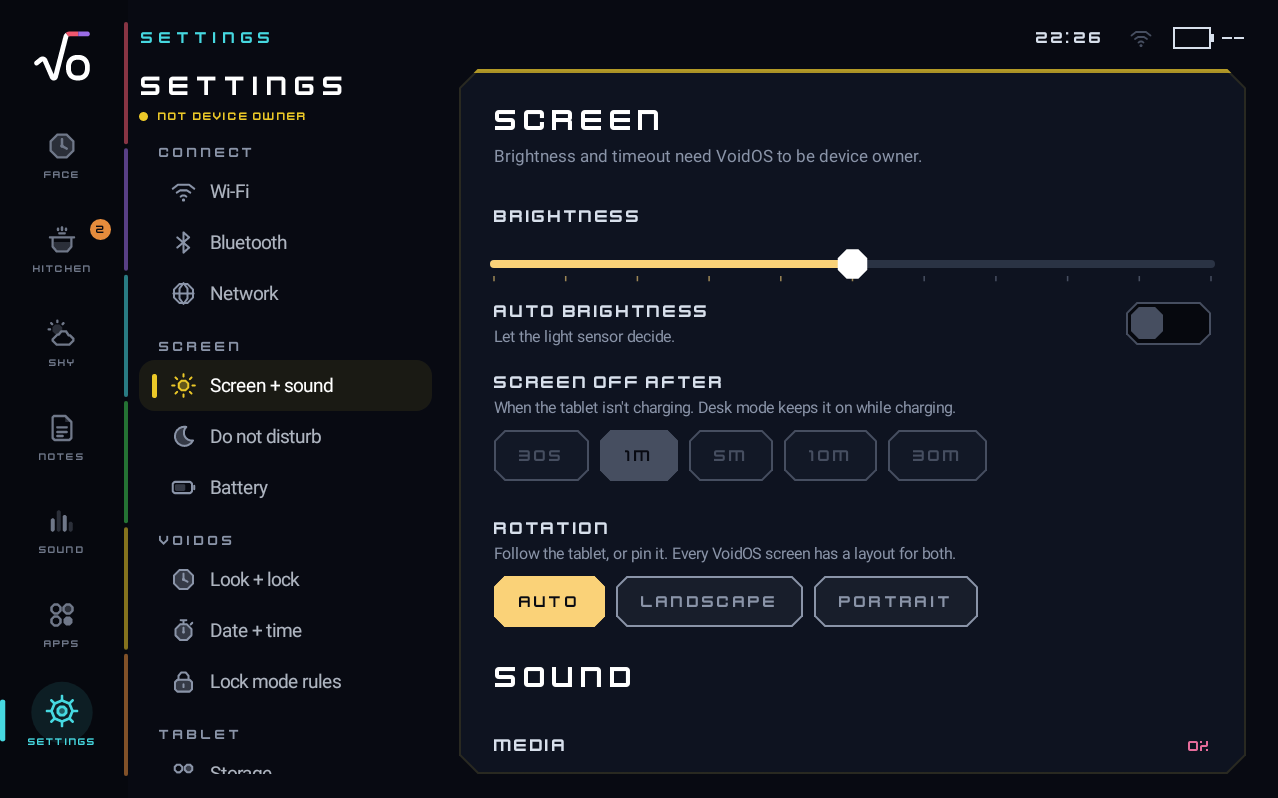 SETTINGS
22:26
--
SETTINGS
NOT DEVICE OWNER
FACE
KITCHEN
2
SKY
NOTES
SOUND
APPS
SETTINGS
CONNECT
Wi-Fi
Bluetooth
Network
SCREEN
Screen + sound
Do not disturb
Battery
VOIDOS
Look + lock
Date + time
Lock mode rules
TABLET
Storage
SCREEN
Brightness and timeout need VoidOS to be device owner.
BRIGHTNESS
AUTO BRIGHTNESS
Let the light sensor decide.
SCREEN OFF AFTER
When the tablet isn't charging. Desk mode keeps it on while charging.
30S 1M 5M 10M 30M
ROTATION
Follow the tablet, or pin it. Every VoidOS screen has a layout for both.
AUTO LANDSCAPE PORTRAIT
SOUND
MEDIA 0%